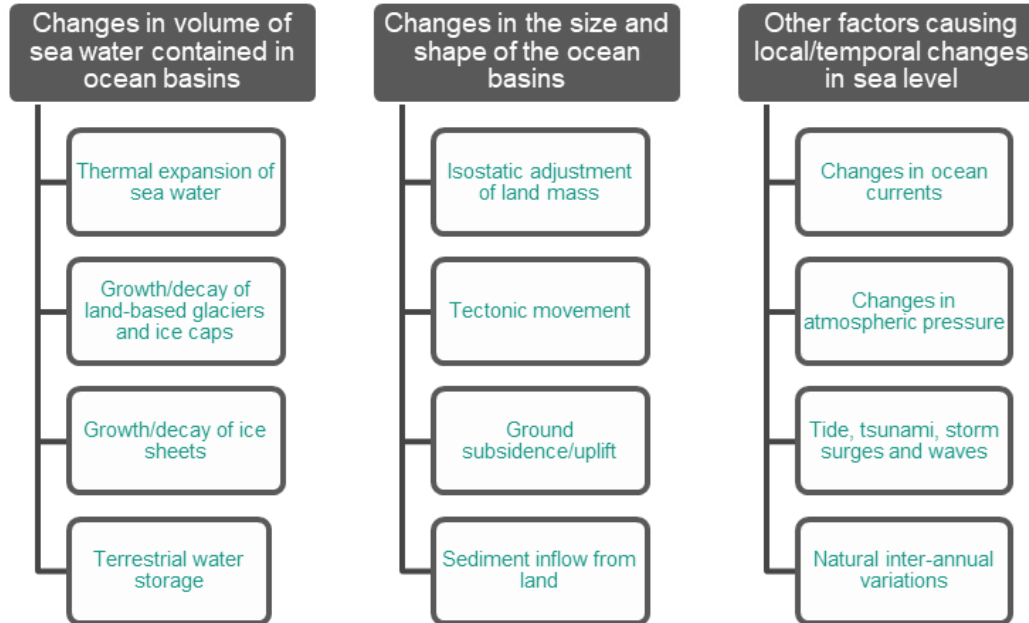 Changes in volume of
sea water contained in
ocean basins
Thermal expansion of
sea water
Growth/decay of
land-based glaciers
and ice caps
Growth/decay of ice
sheets
Terrestrial water
storage
Changes in the size and
shape of the ocean
basins
Isostatic adjustment
of land mass
Tectonic movement
Ground
subsidence/uplift
Sediment inflow from
land
Other factors causing
local/temporal changes
in sea level
Changes in ocean
currents
Changes in
atmospheric pressure
Tide, tsunami, storm
surges and waves
Natural inter-annual
variations